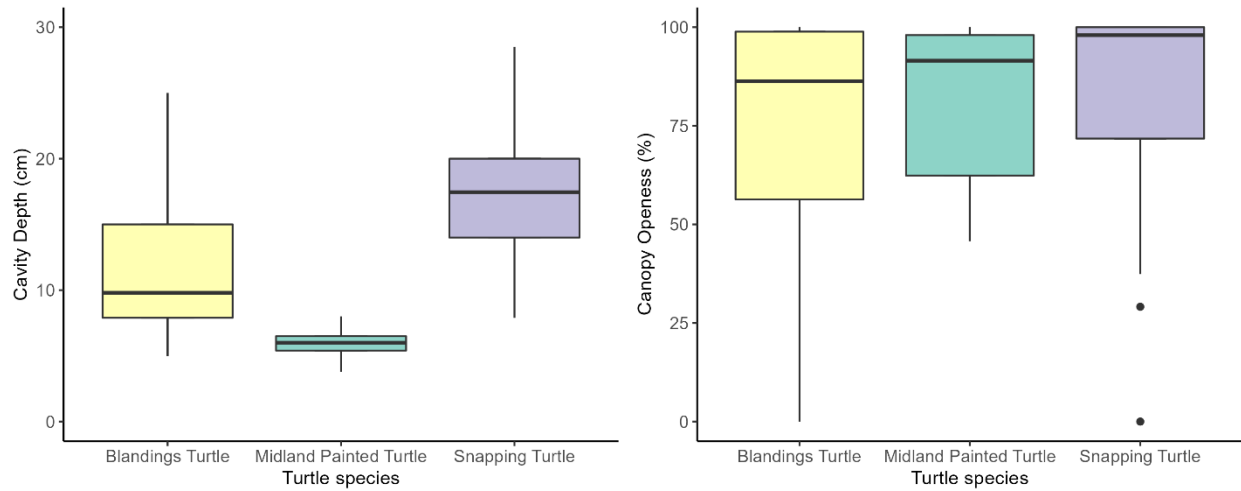 Cavity Depth (cm)
30
20
10
0
Blandings Turtle Midland Painted Turtle Snapping Turtle
Turtle species
Canopy Openess (%)
100
75
50
25
0
Blandings Turtle Midland Painted Turtle Snapping Turtle
Turtle species